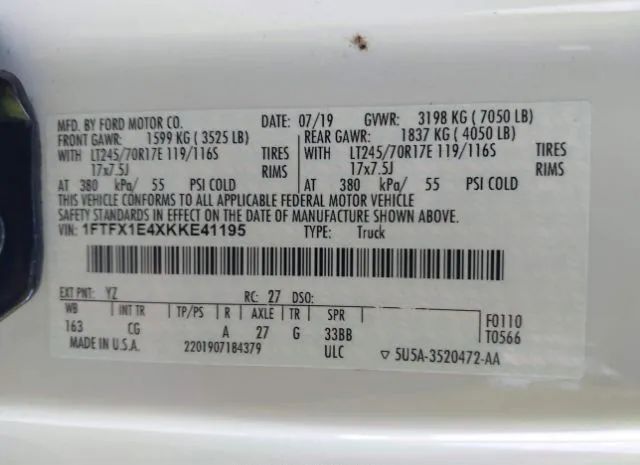 MFD. BY FORD MOTOR CO. DATE: 07/19 GVWR: 3198 KG (7050 LB)
FRONT GAWR: 1599 KG (3525 LB) REAR GAWR: 1837 KG (4050 LB)
WITH LT245/70R17E 119/116S TIRES WITH LT245/70R17E 119/116S TIRES
17x7.5J RIMS 17x7.5J RIMS
AT 380 kPa/ 55 PSI COLD AT 380 kPa/ 55 PSI COLD
THIS VEHICLE CONFORMS TO ALL APPLICABLE FEDERAL MOTOR VEHICLE
SAFETY STANDARDS IN EFFECT ON THE DATE OF MANUFACTURE SHOWN ABOVE.
VIN: 1FTFX1E4XKKE41195 TYPE: Truck
EXT PNT: YZ RC: 27 DSO:
WB INT TR TP/PS R AXLE TR SPR F0110
163 CG A 27 G 33BB T0566
MADE IN U.S.A. 2201907184379 ULC ▽ 5U5A-3520472-AA